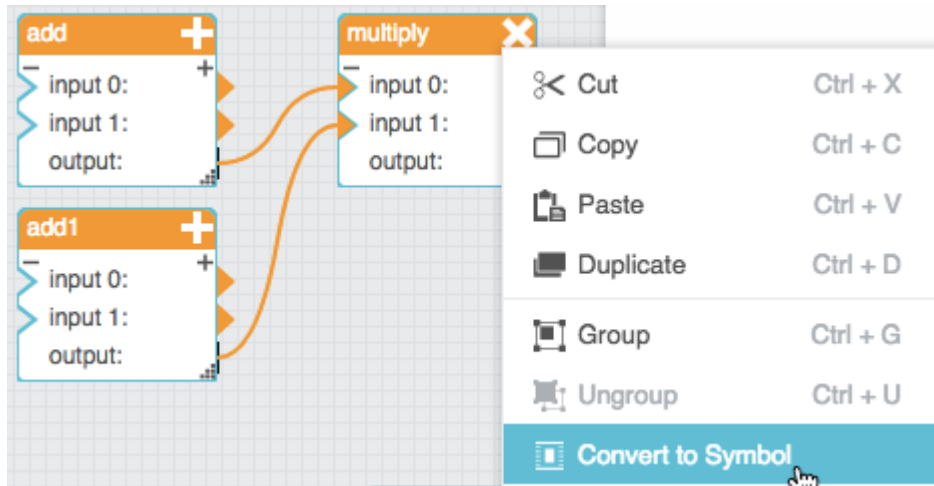 add
input 0:
input 1:
output:
add1
input 0:
input 1:
output:
multiply
input 0:
input 1:
output:
Cut Ctrl + X
Copy Ctrl + C
Paste Ctrl + V
Duplicate Ctrl + D
Group Ctrl + G
Ungroup Ctrl + U
Convert to Symbol